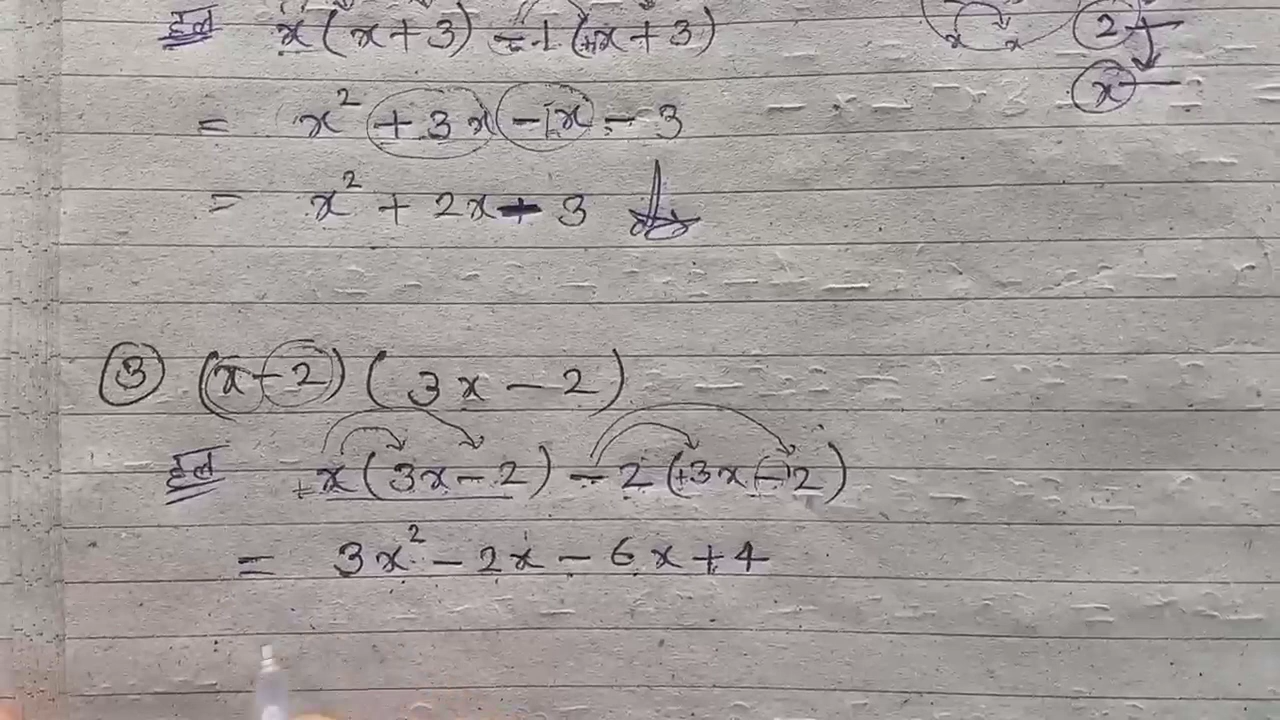 हल x(x+3) - 1(+x+3)
2
x
= x² + 3x - 1x - 3
= x² + 2x - 3
③ (x-2)(3x-2)
हल +x(3x-2) - 2(+3x-2)
= 3x² - 2x - 6x + 4